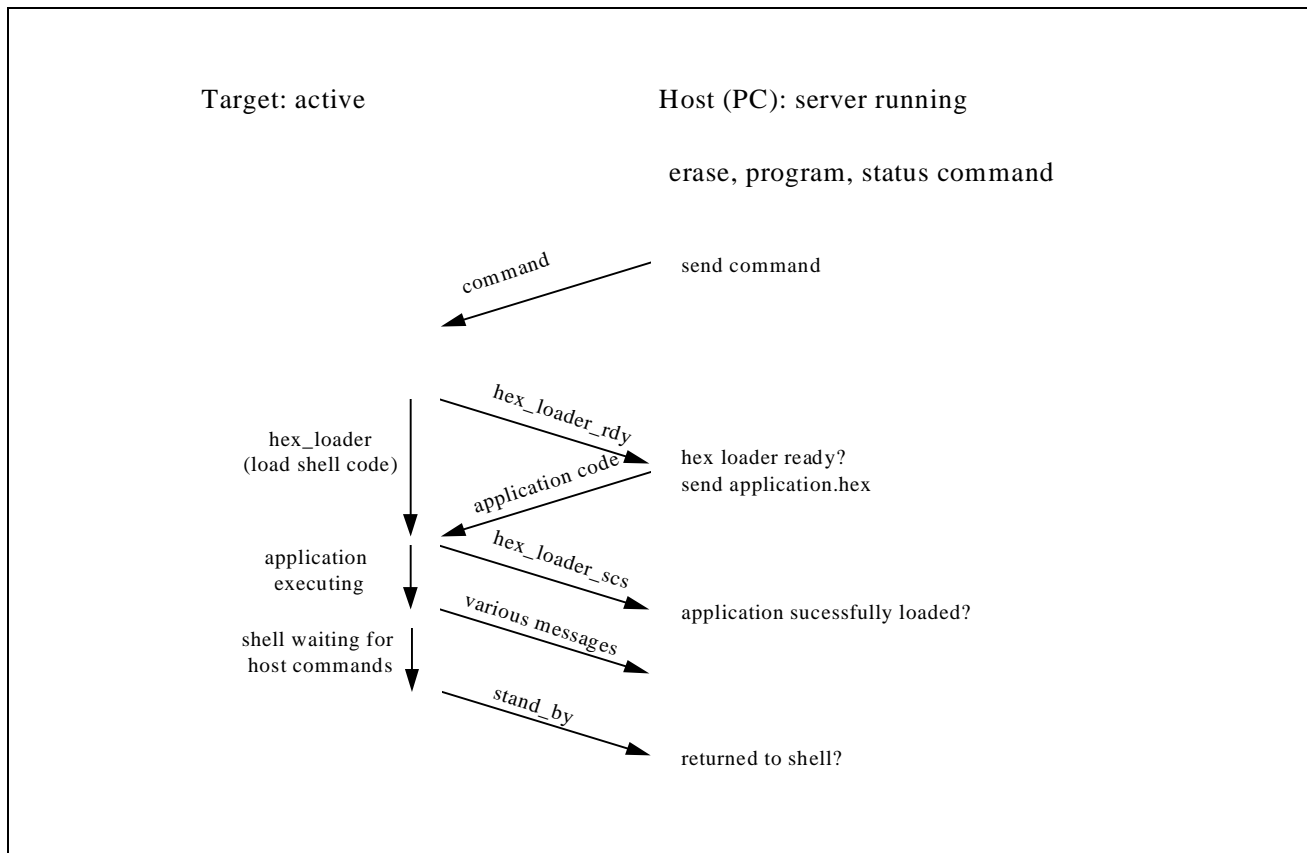 Target: active
Host (PC): server running
erase, program, status command
command
send command
hex_loader_rdy
hex_loader
(load shell code)
hex loader ready?
send application.hex
application code
hex_loader_scs
application
executing
application sucessfully loaded?
various messages
shell waiting for
host commands
stand_by
returned to shell?